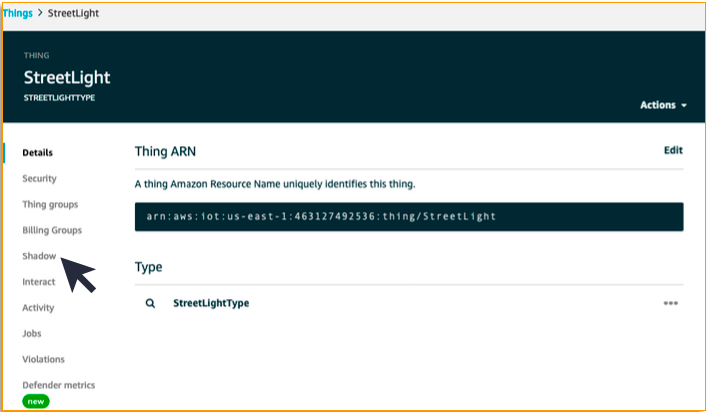 Things > StreetLight
THING
StreetLight
STREETLIGHTTYPE
Actions
Details
Security
Thing groups
Billing Groups
Shadow
Interact
Activity
Jobs
Violations
Defender metrics
new
Thing ARN
Edit
A thing Amazon Resource Name uniquely identifies this thing.
arn:aws:iot:us-east-1:463127492536:thing/StreetLight
Type
StreetLightType